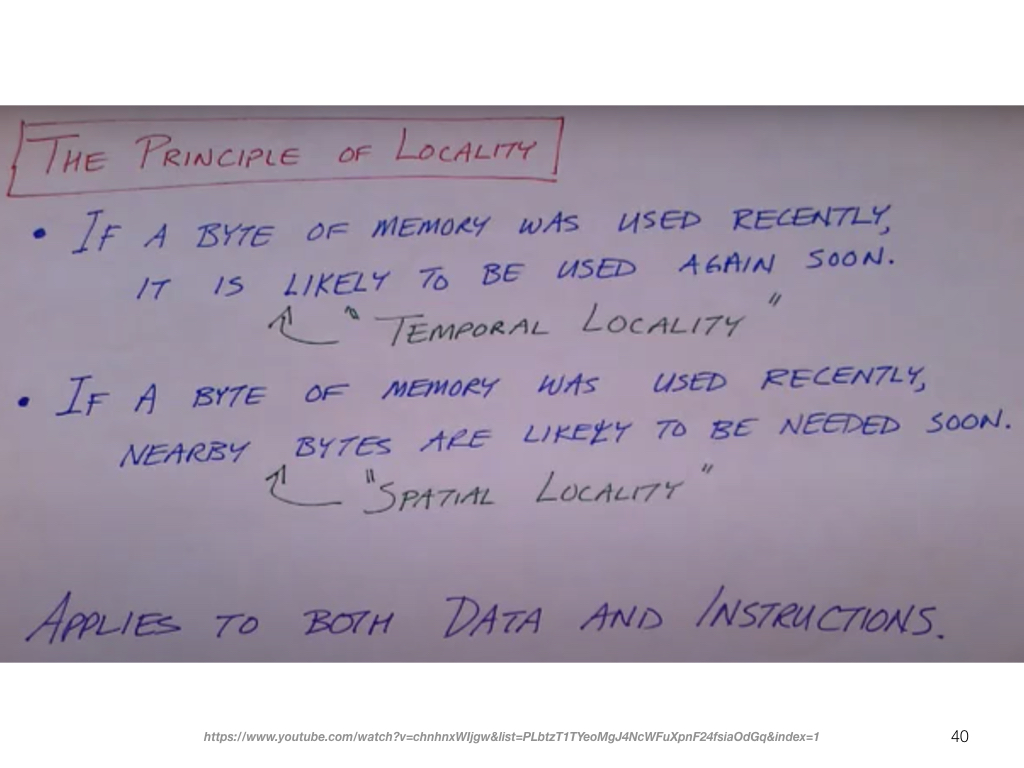 THE PRINCIPLE OF LOCALITY
• IF A BYTE OF MEMORY WAS USED RECENTLY,
IT IS LIKELY TO BE USED AGAIN SOON.
"TEMPORAL LOCALITY"
• IF A BYTE OF MEMORY WAS USED RECENTLY,
NEARBY BYTES ARE LIKELY TO BE NEEDED SOON.
"SPATIAL LOCALITY"
APPLIES TO BOTH DATA AND INSTRUCTIONS.
https://www.youtube.com/watch?v=chnhnxWIjgw&list=PLbtzT1TYeoMgJ4NcWFuXpnF24fsiaOdGq&index=1
40